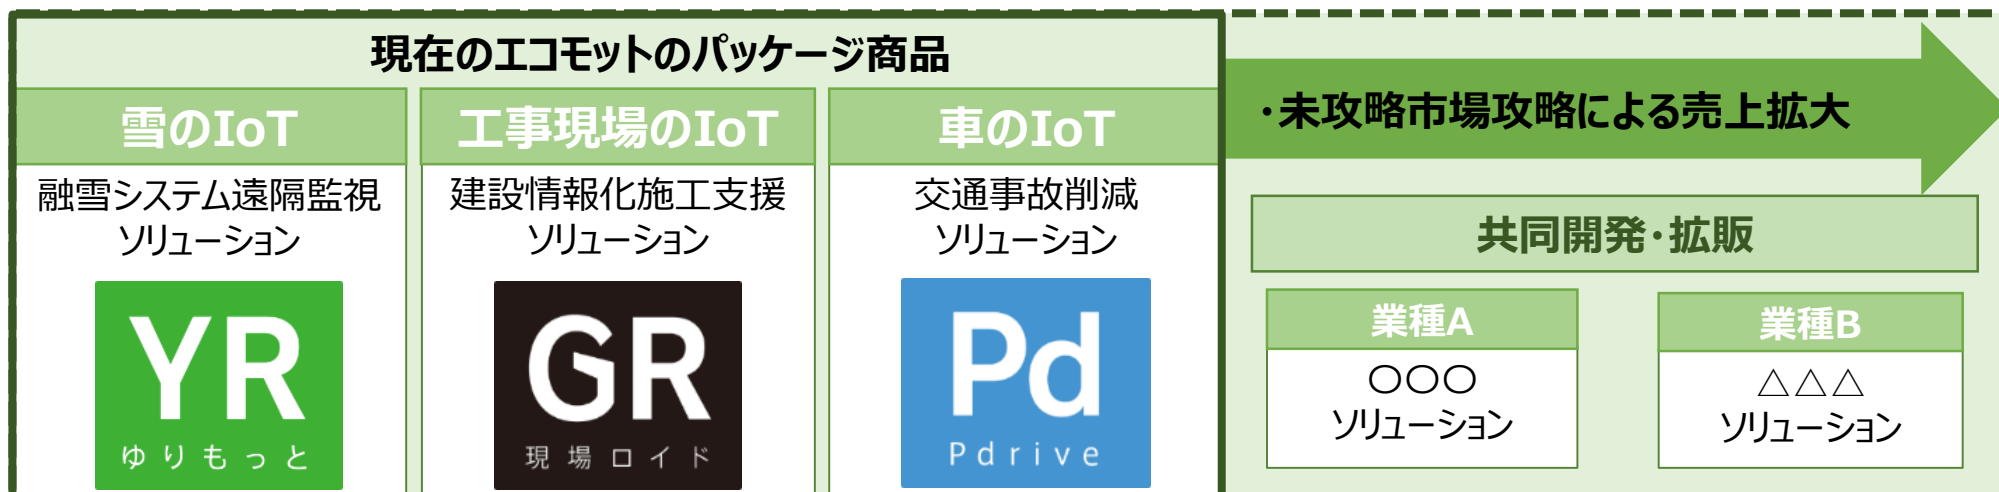 現在のエコモットのパッケージ商品
雪のIoT
融雪システム遠隔監視
ソリューション
YR
ゆりもっと
工事現場のIoT
建設情報化施工支援
ソリューション
GR
現場ロイド
車のIoT
交通事故削減
ソリューション
Pd
Pdrive
・未攻略市場攻略による売上拡大
共同開発・拡販
業種A
〇〇〇
ソリューション
業種B
△△△
ソリューション